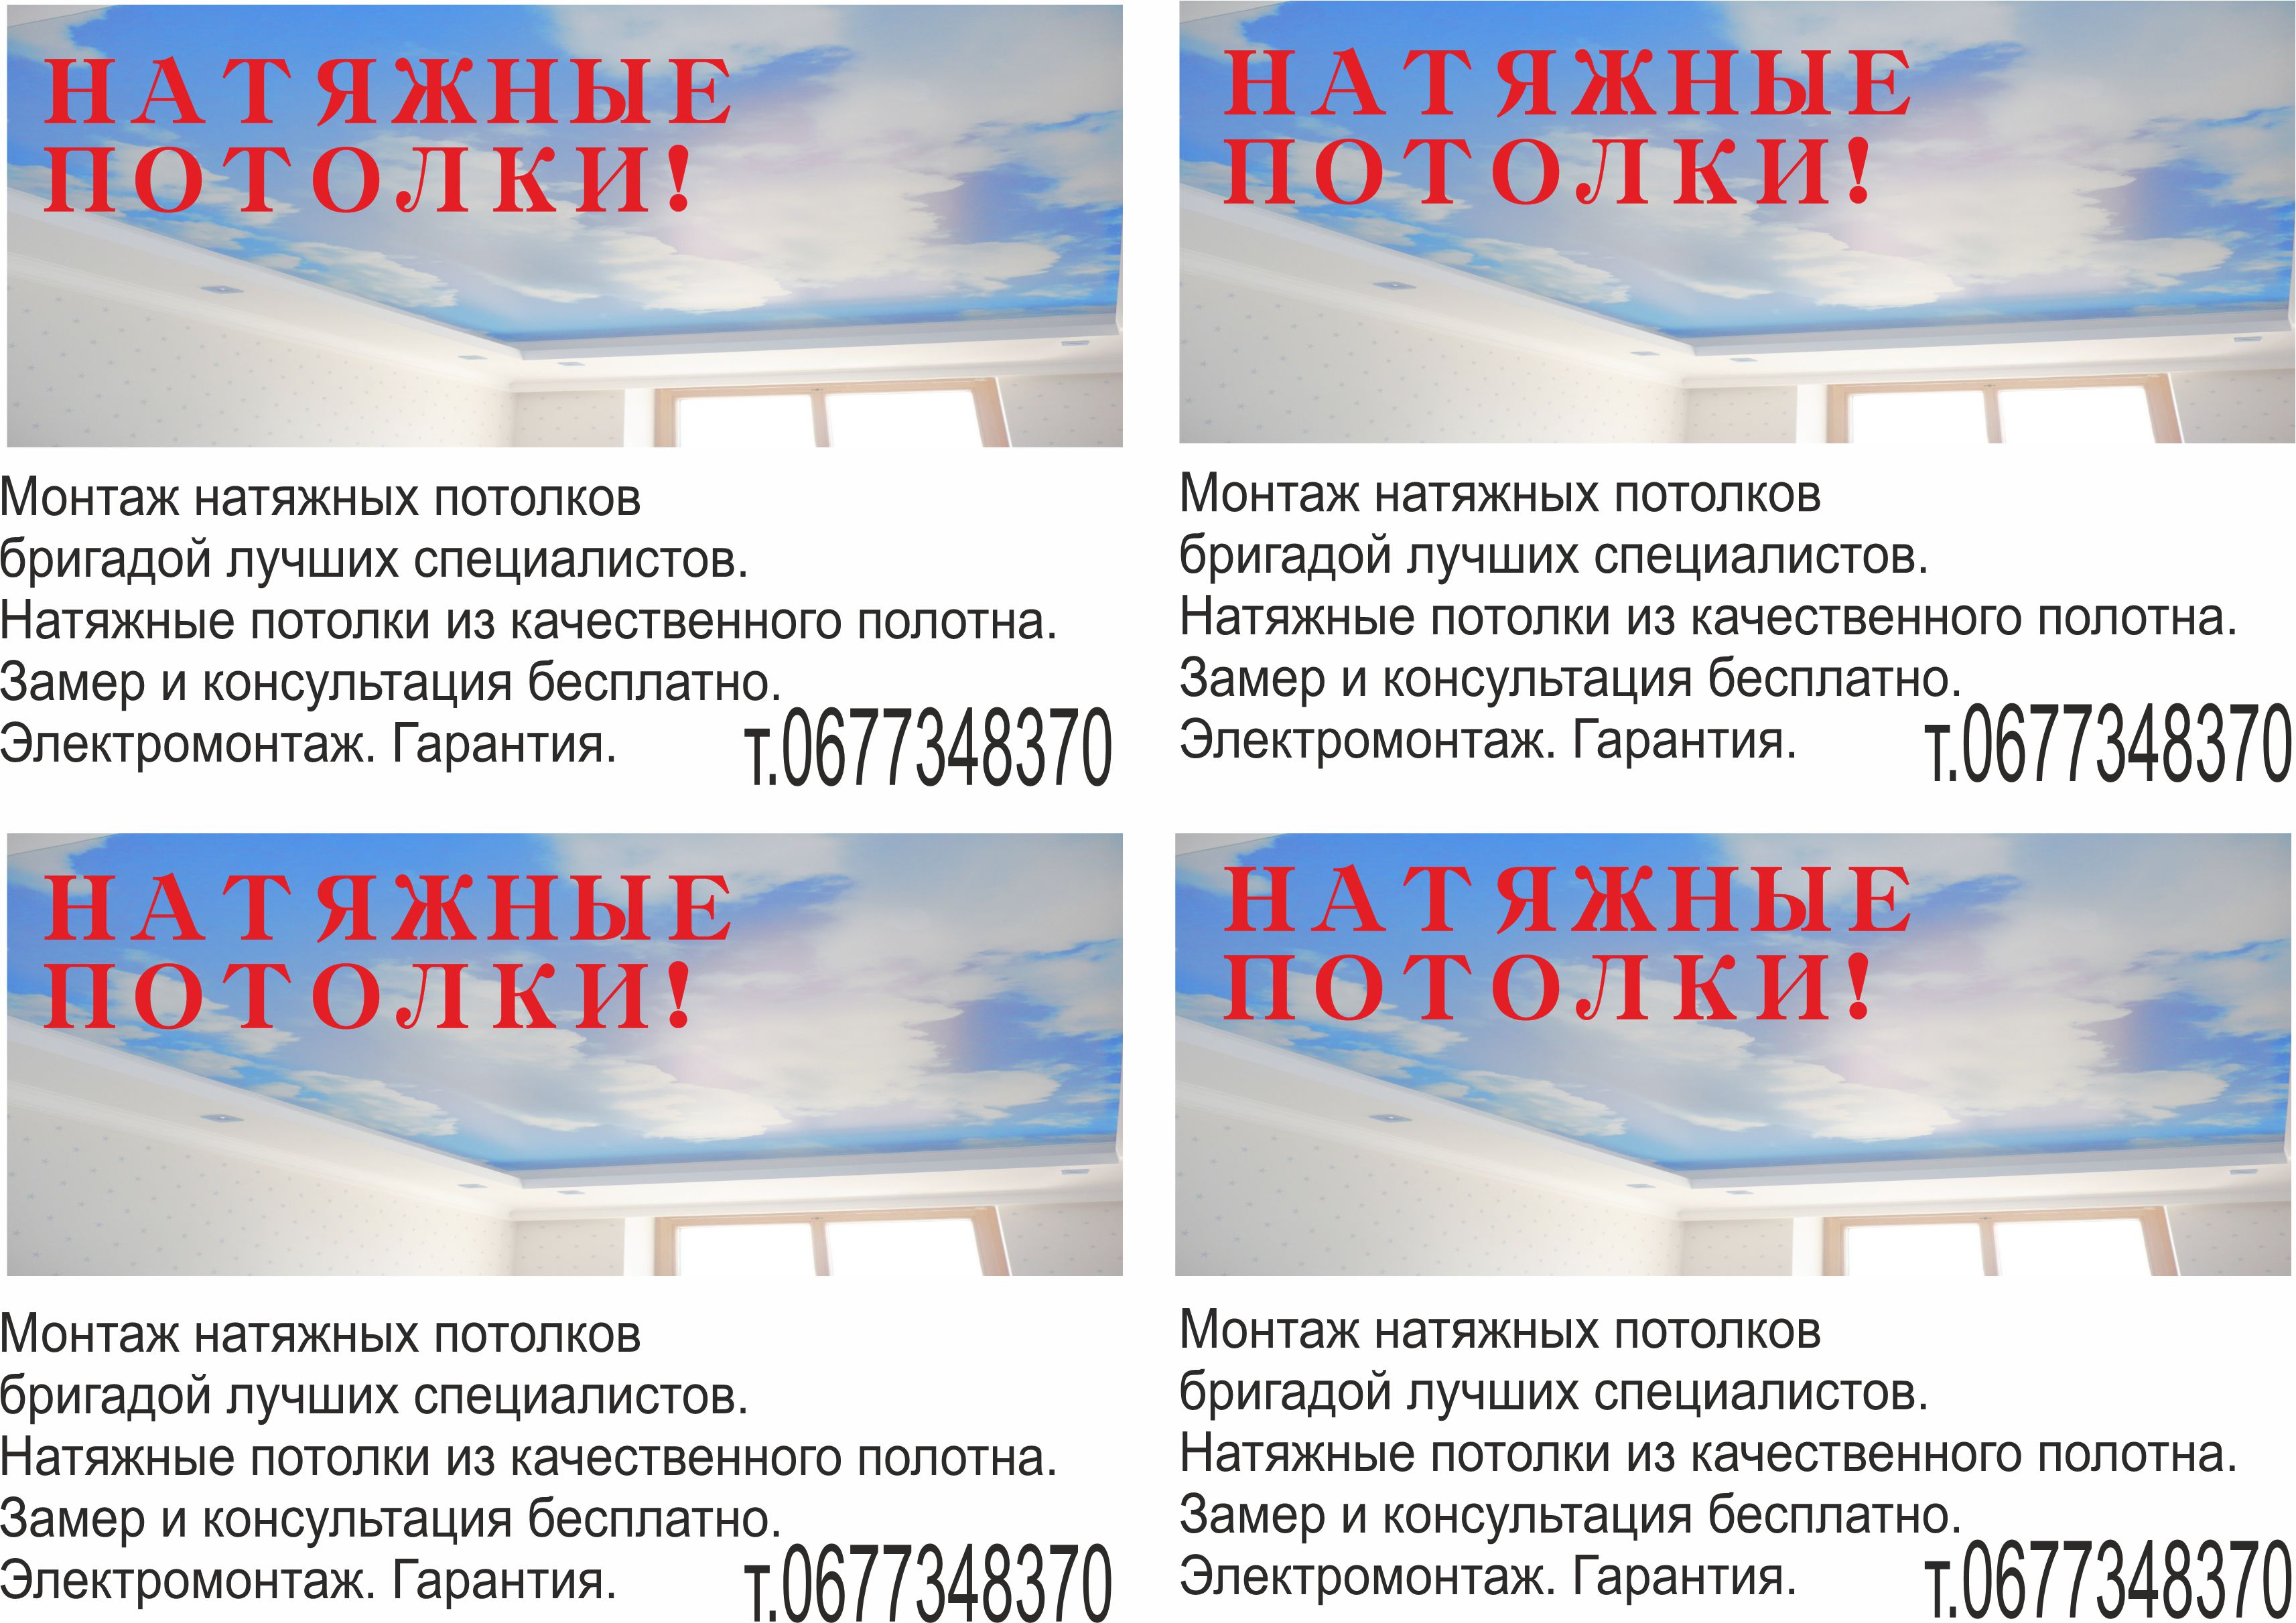 НАТЯЖНЫЕ
ПОТОЛКИ!
Монтаж натяжных потолков
бригадой лучших специалистов.
Натяжные потолки из качественного полотна.
Замер и консультация бесплатно.
Электромонтаж. Гарантия.
т.0677348370
НАТЯЖНЫЕ
ПОТОЛКИ!
Монтаж натяжных потолков
бригадой лучших специалистов.
Натяжные потолки из качественного полотна.
Замер и консультация бесплатно.
Электромонтаж. Гарантия.
т.0677348370
НАТЯЖНЫЕ
ПОТОЛКИ!
Монтаж натяжных потолков
бригадой лучших специалистов.
Натяжные потолки из качественного полотна.
Замер и консультация бесплатно.
Электромонтаж. Гарантия.
т.0677348370
НАТЯЖНЫЕ
ПОТОЛКИ!
Монтаж натяжных потолков
бригадой лучших специалистов.
Натяжные потолки из качественного полотна.
Замер и консультация бесплатно.
Электромонтаж. Гарантия.
т.0677348370